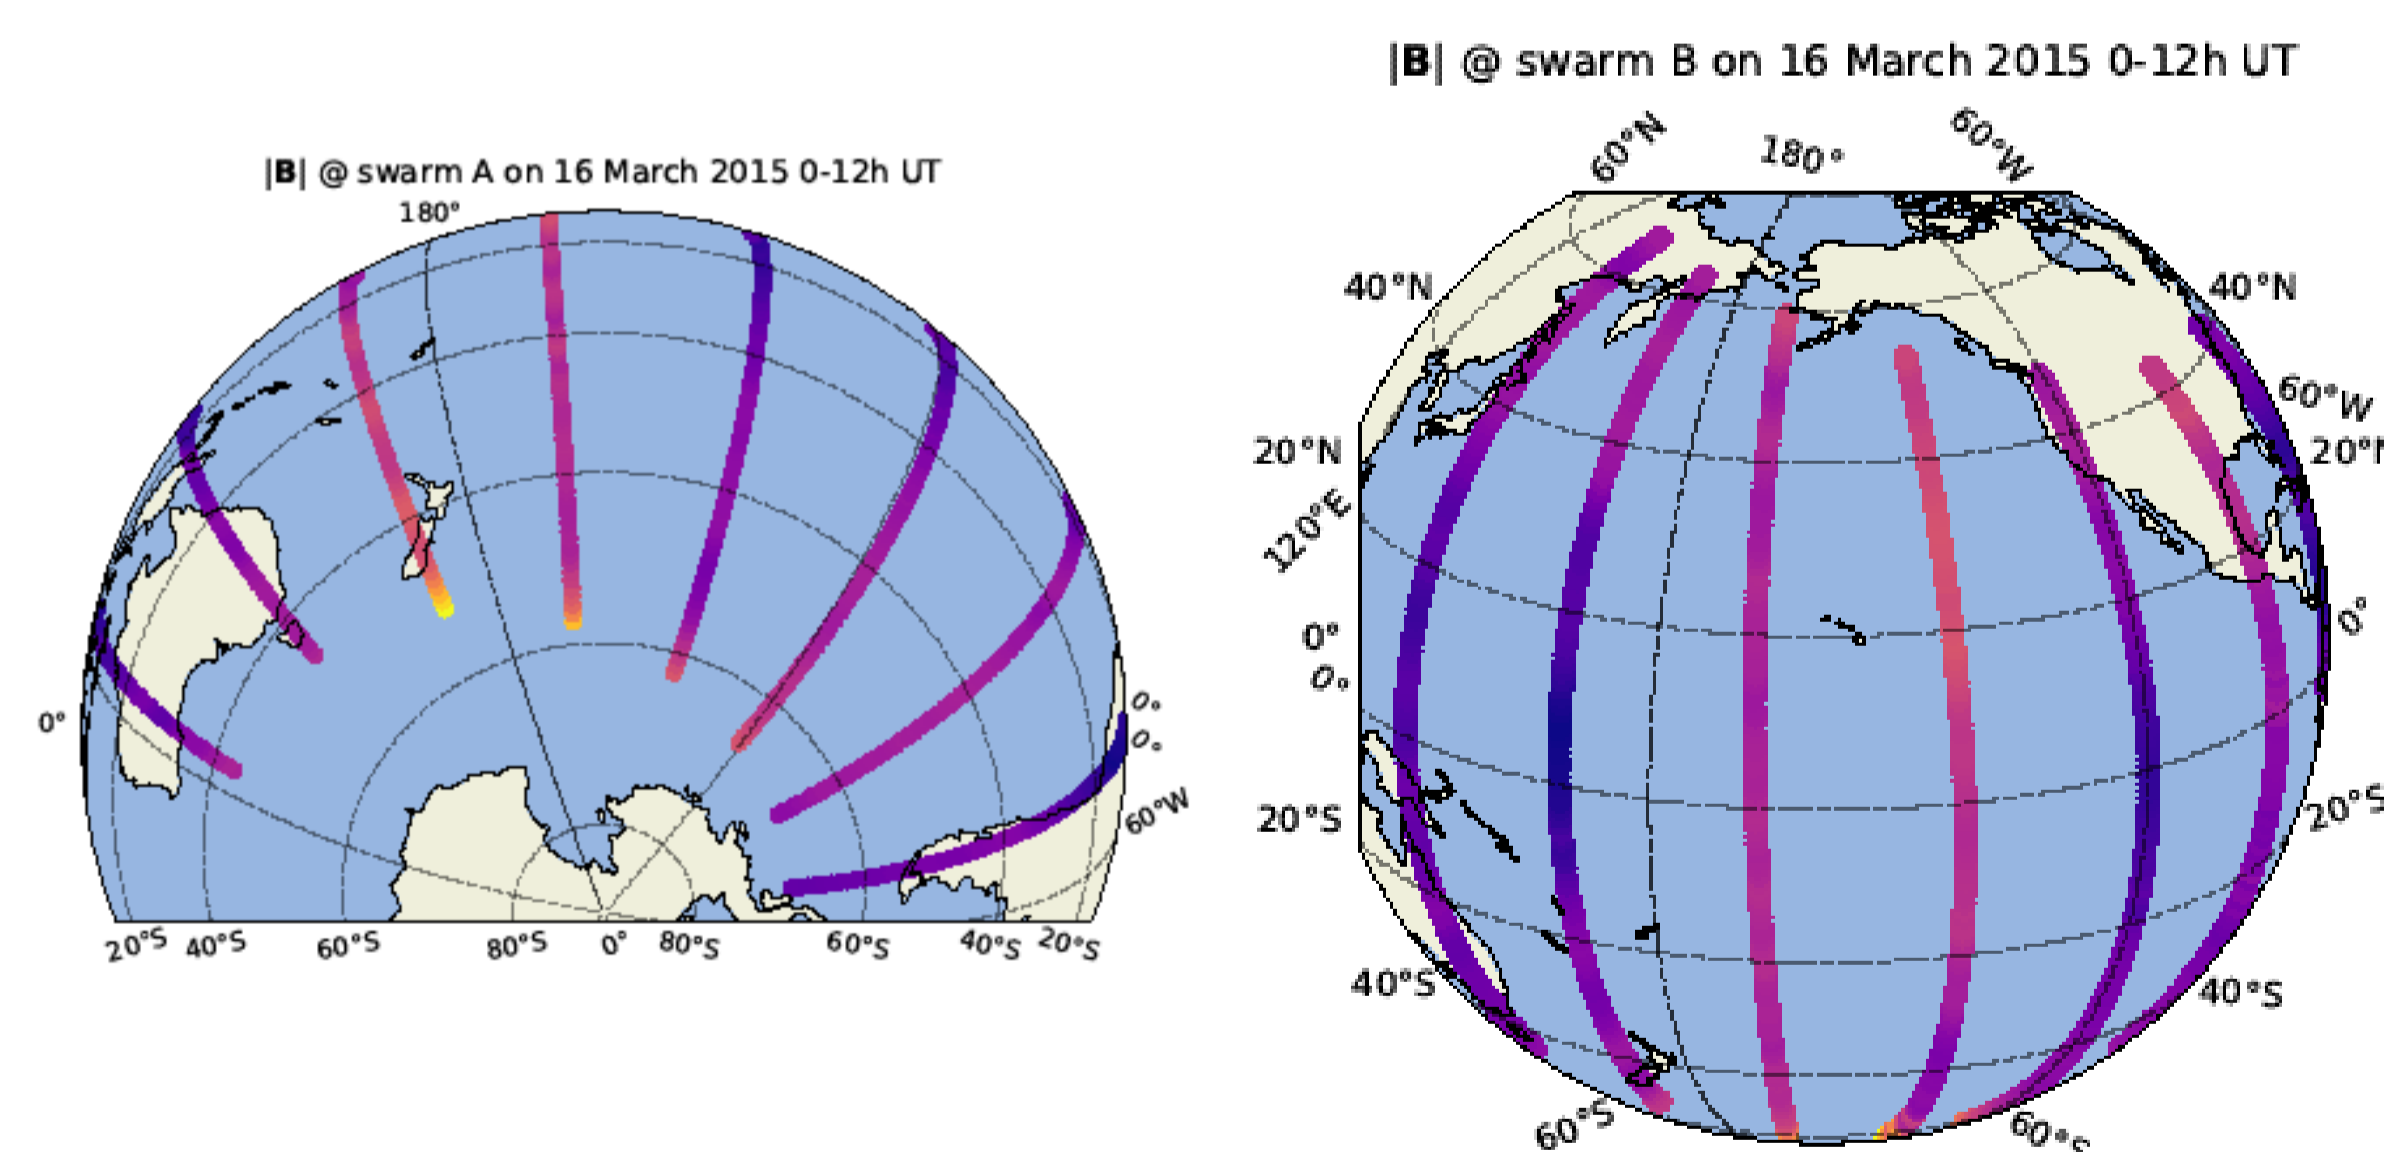 |B| @ swarm A on 16 March 2015 0-12h UT
180°
0°
0°
0°
60°W
20°S 40°S 60°S 80°S 0° 80°S 60°S 40°S 20°S
|B| @ swarm B on 16 March 2015 0-12h UT
60°N 180° 60°W
40°N 40°N
60°W
20°N 20°N
120°E
0° 0°
0°
20°S 20°S
40°S 40°S
60°S 60°S